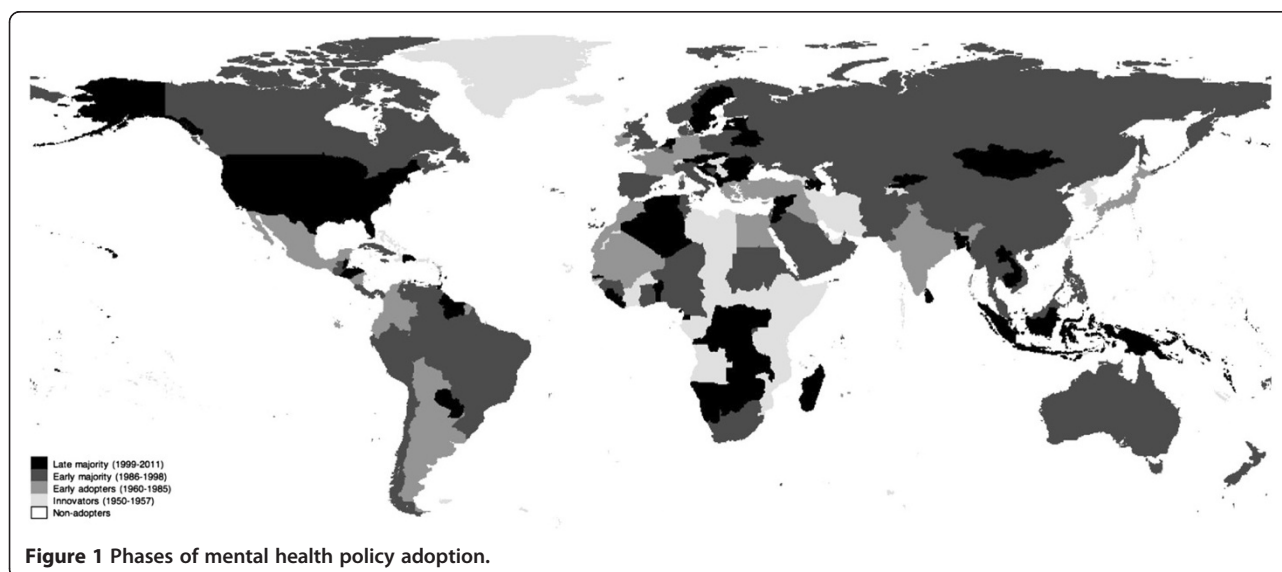 Late majority (1999-2011)
Early majority (1986-1998)
Early adopters (1960-1985)
Innovators (1950-1957)
Non-adopters
Figure 1 Phases of mental health policy adoption.